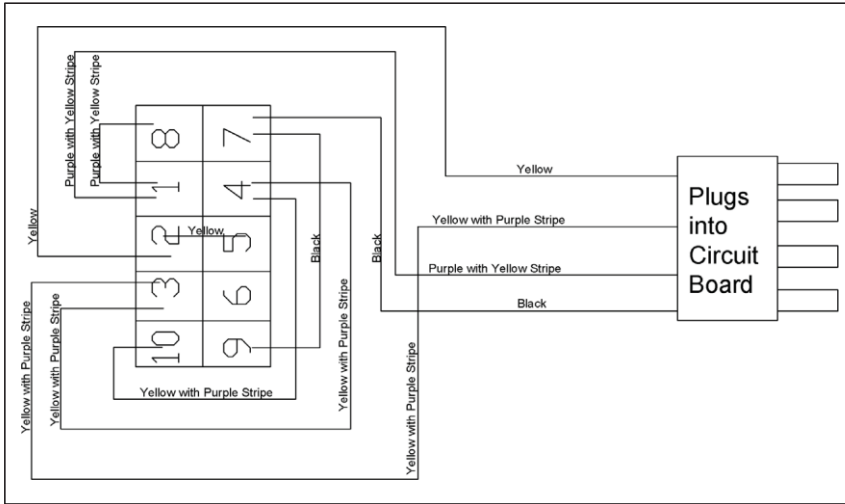 Purple with Yellow Stripe
Purple with Yellow Stripe
8
7
1
4
Yellow
2
Yellow
5
Black
Black
3
6
10
9
Yellow with Purple Stripe
Yellow with Purple Stripe
Yellow with Purple Stripe
Yellow with Purple Stripe
Yellow with Purple Stripe
Yellow
Yellow with Purple Stripe
Purple with Yellow Stripe
Black
Plugs
into
Circuit
Board